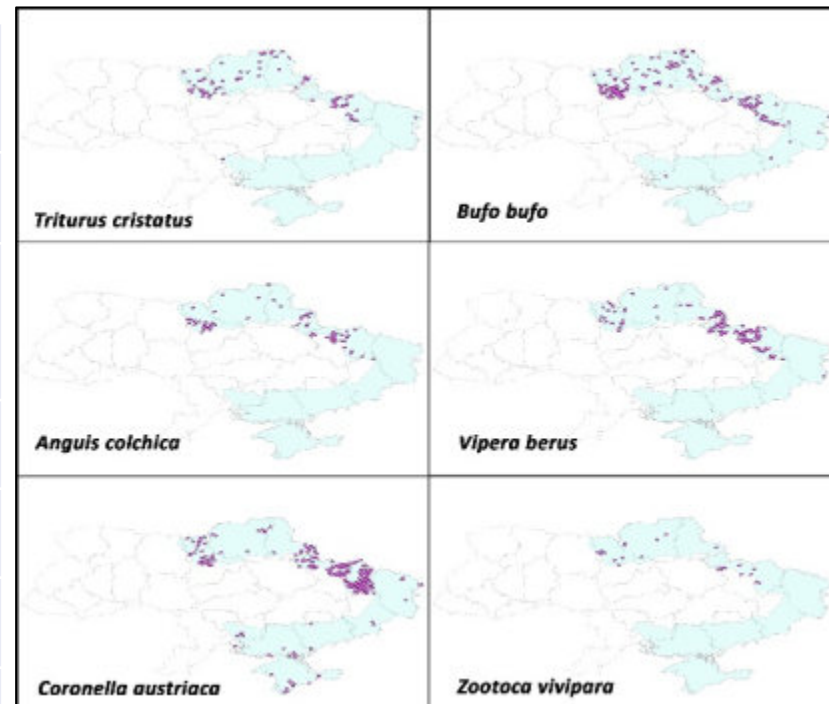 Triturus cristatus
Bufo bufo
Anguis colchica
Vipera berus
Coronella austriaca
Zootoca vivipara